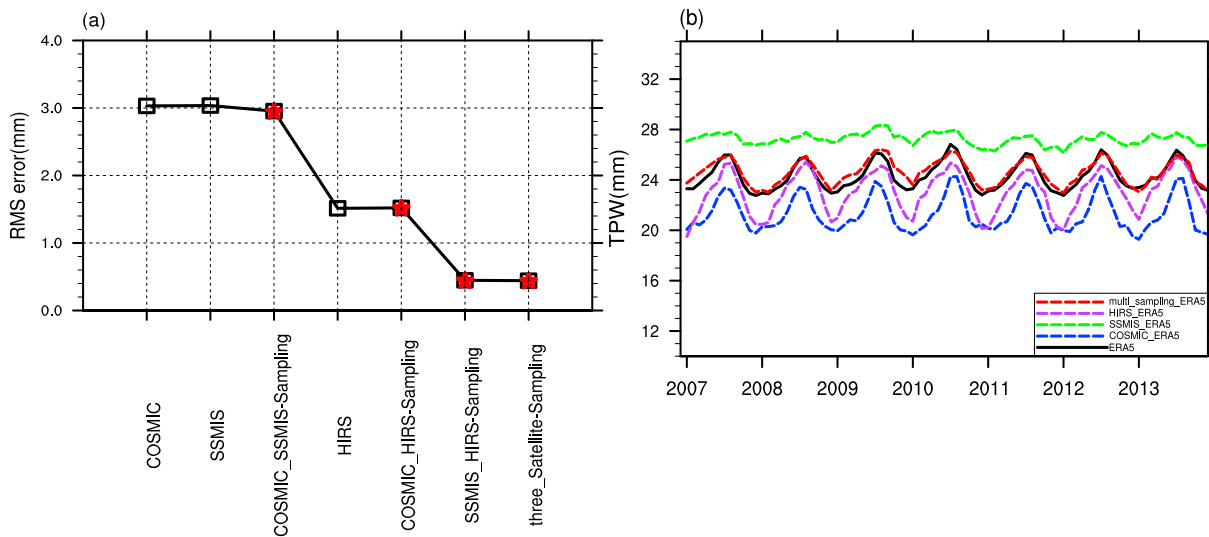 (a)
4.0
3.0
2.0
1.0
0.0
RMS error(mm)
COSMIC
SSMIS
COSMIC_SSMIS-Sampling
HIRS
COSMIC_HIRS-Sampling
SSMIS_HIRS-Sampling
three_Satellite-Sampling
(b)
32
28
24
20
16
12
TPW(mm)
multi_sampling_ERA5
HIRS_ERA5
SSMIS_ERA5
COSMIC_ERA5
ERA5
2007 2008 2009 2010 2011 2012 2013